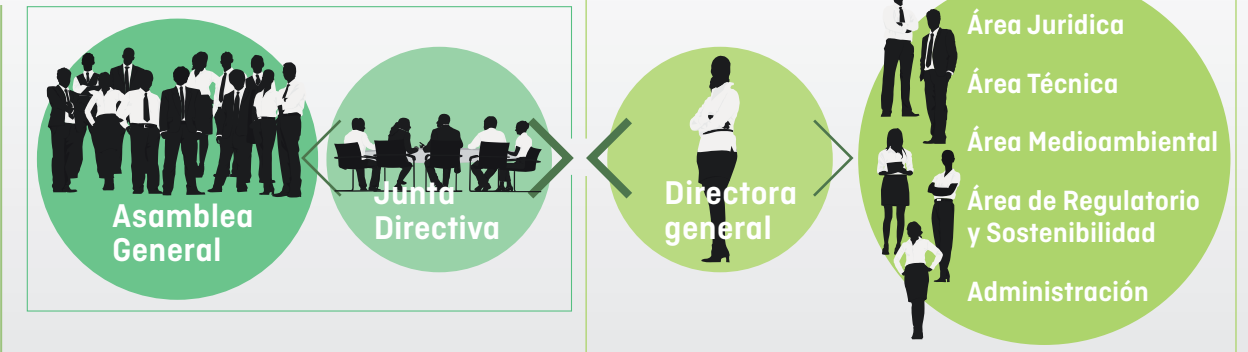 Asamblea
General
Junta
Directiva
Directora
general
Área Juridica
Área Técnica
Área Medioambiental
Área de Regulatorio
y Sostenibilidad
Administración